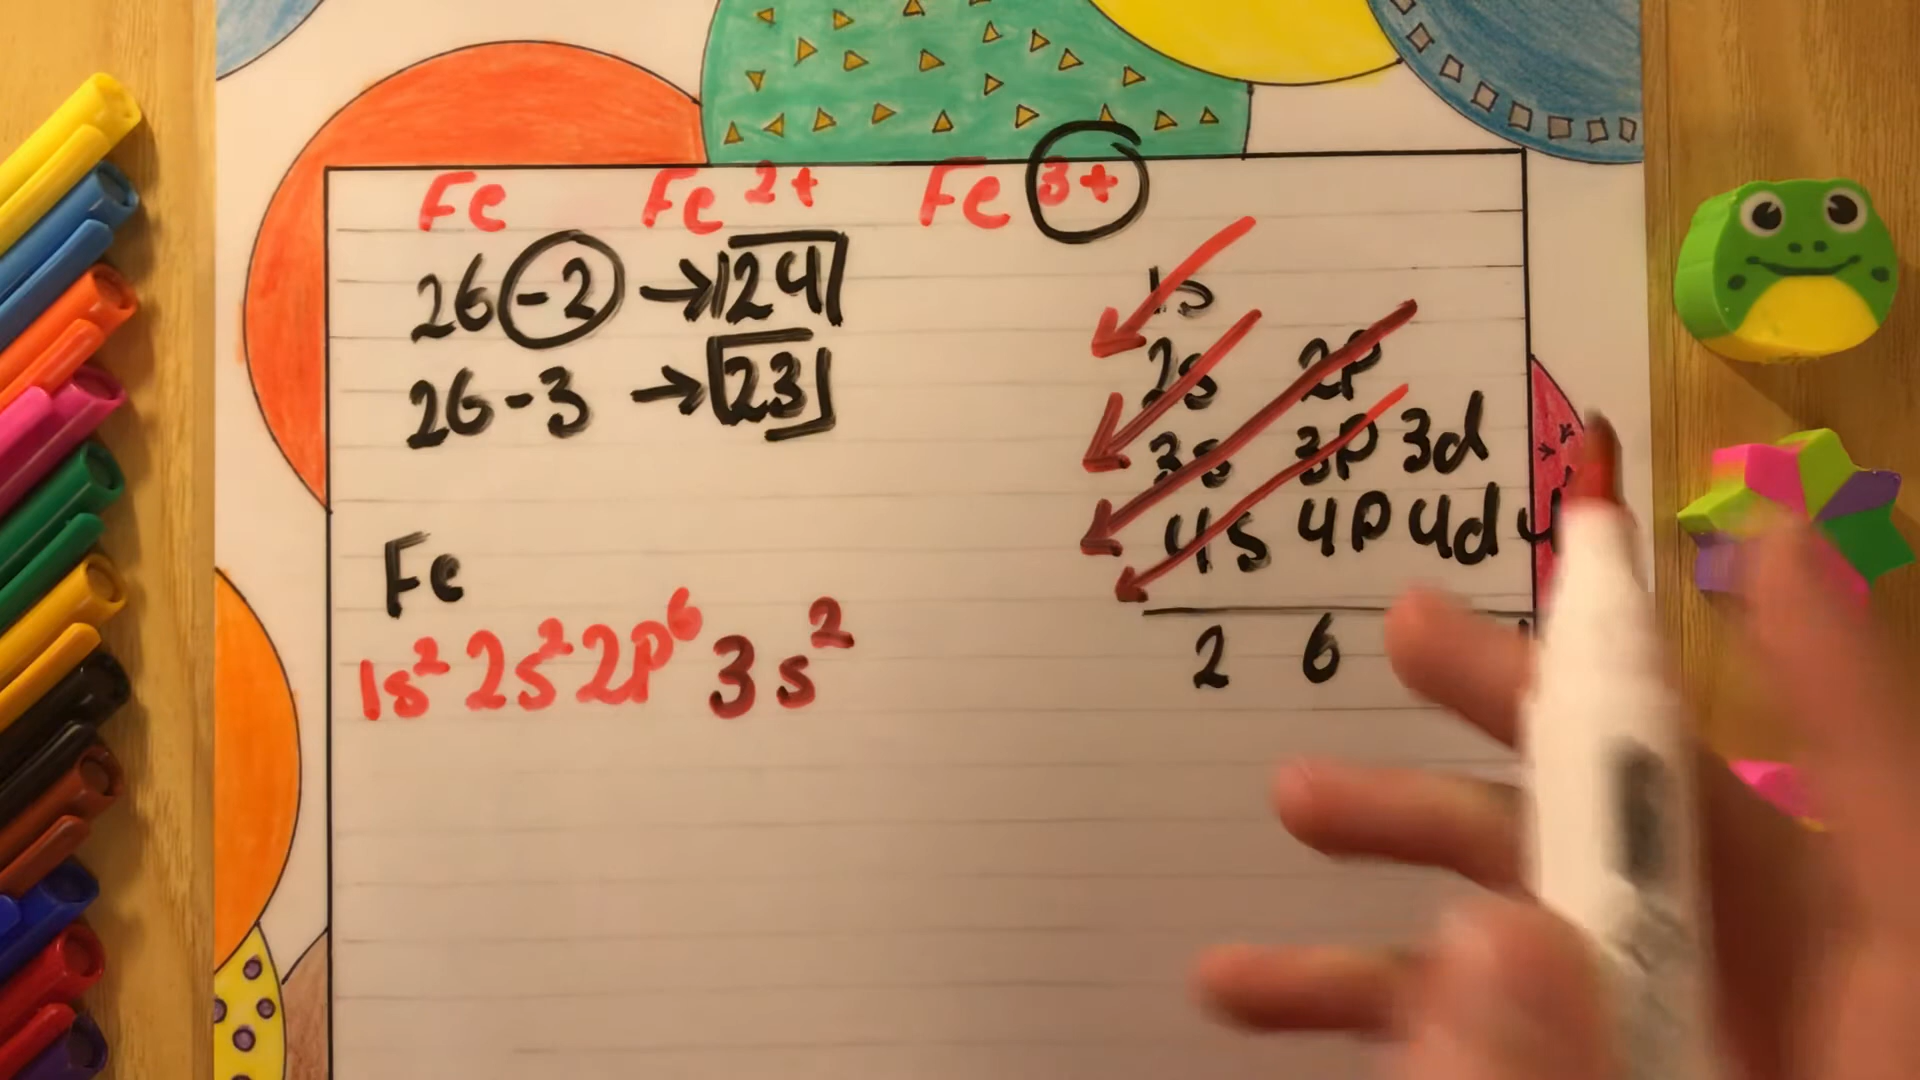 Fe Fe 2+ Fe 3+
26 -2 → 24
26 - 3 → 23
1s
2s 2p
3s 3p 3d
4s 4p 4d 4
2 6
Fe
1s² 2s² 2p⁶ 3s²